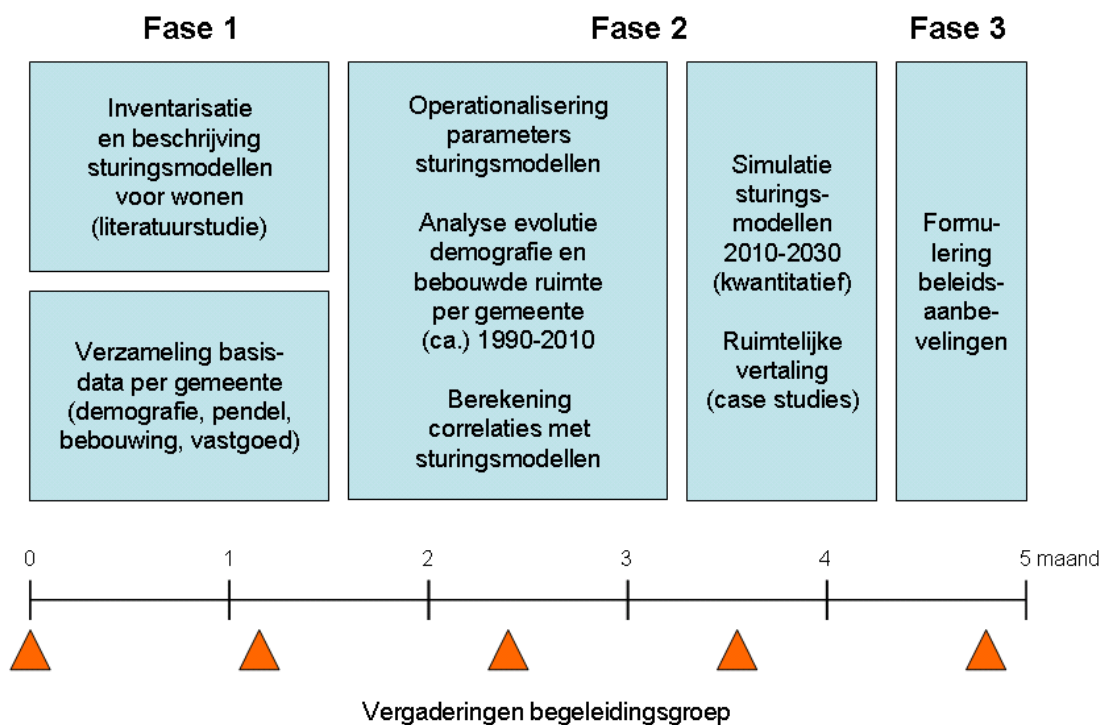 Fase 1
Fase 2
Fase 3
Inventarisatie
en beschrijving
sturingsmodellen
voor wonen
(literatuurstudie)
Verzameling basis-
data per gemeente
(demografie, pendel,
bebouwing, vastgoed)
Operationalisering
parameters
sturingsmodellen
Analyse evolutie
demografie en
bebouwde ruimte
per gemeente
(ca.) 1990-2010
Berekening
correlaties met
sturingsmodellen
Simulatie
sturings-
modellen
2010-2030
(kwantitatief)
Ruimtelijke
vertaling
(case studies)
Formu-
lering
beleids-
aanbe-
velingen
0 1 2 3 4 5 maand
Vergaderingen begeleidingsgroep